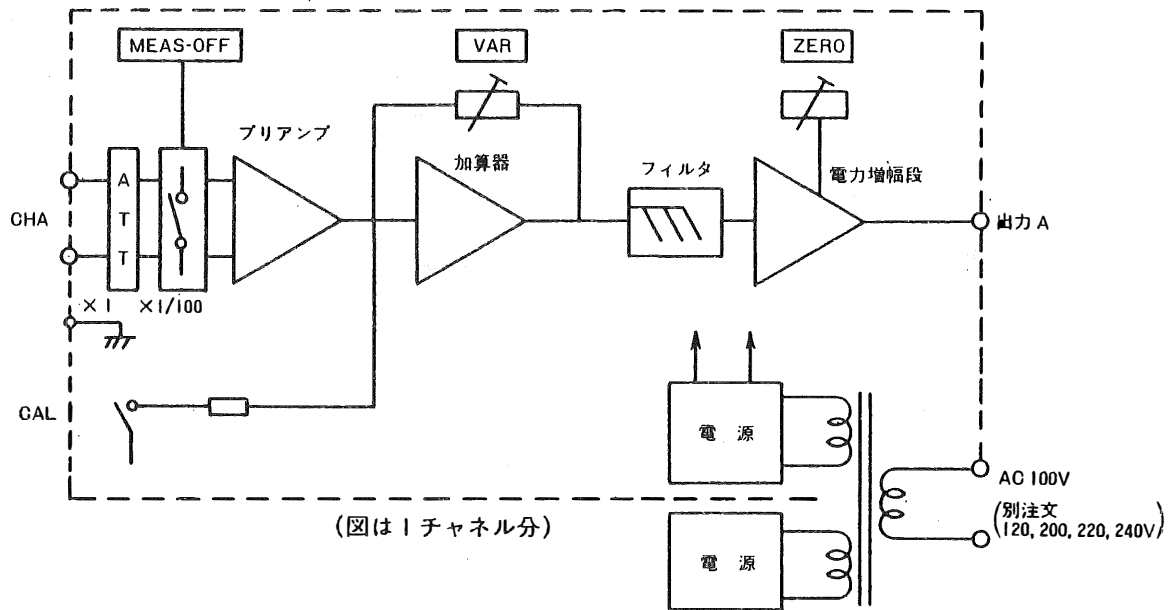 MEAS-OFF
VAR
ZERO
プリアンプ
加算器
フィルタ
電力増幅段
CHA
A
T
T
出力 A
×1
×1/100
CAL
電 源
AC 100V
(別注文
120, 200, 220, 240V)
(図は1チャネル分)
電 源